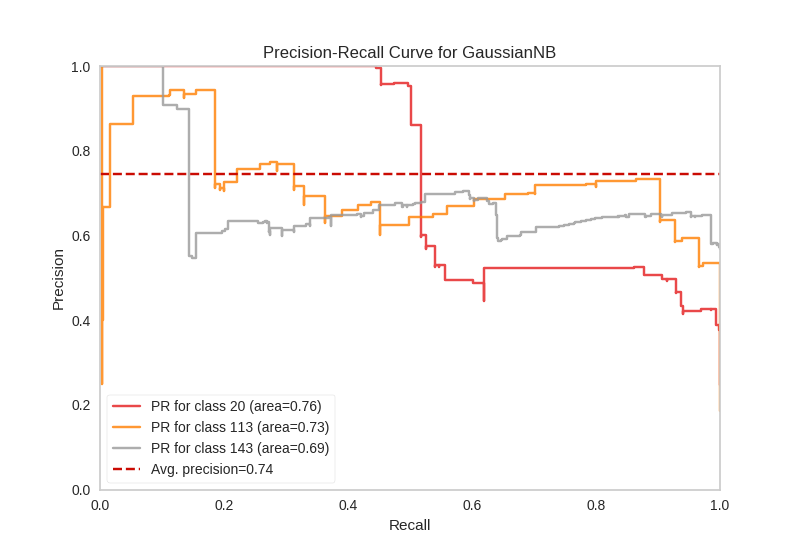 Precision-Recall Curve for GaussianNB
1.0
0.8
0.6
0.4
0.2
0.0
Precision
PR for class 20 (area=0.76)
PR for class 113 (area=0.73)
PR for class 143 (area=0.69)
Avg. precision=0.74
0.0 0.2 0.4 0.6 0.8 1.0
Recall